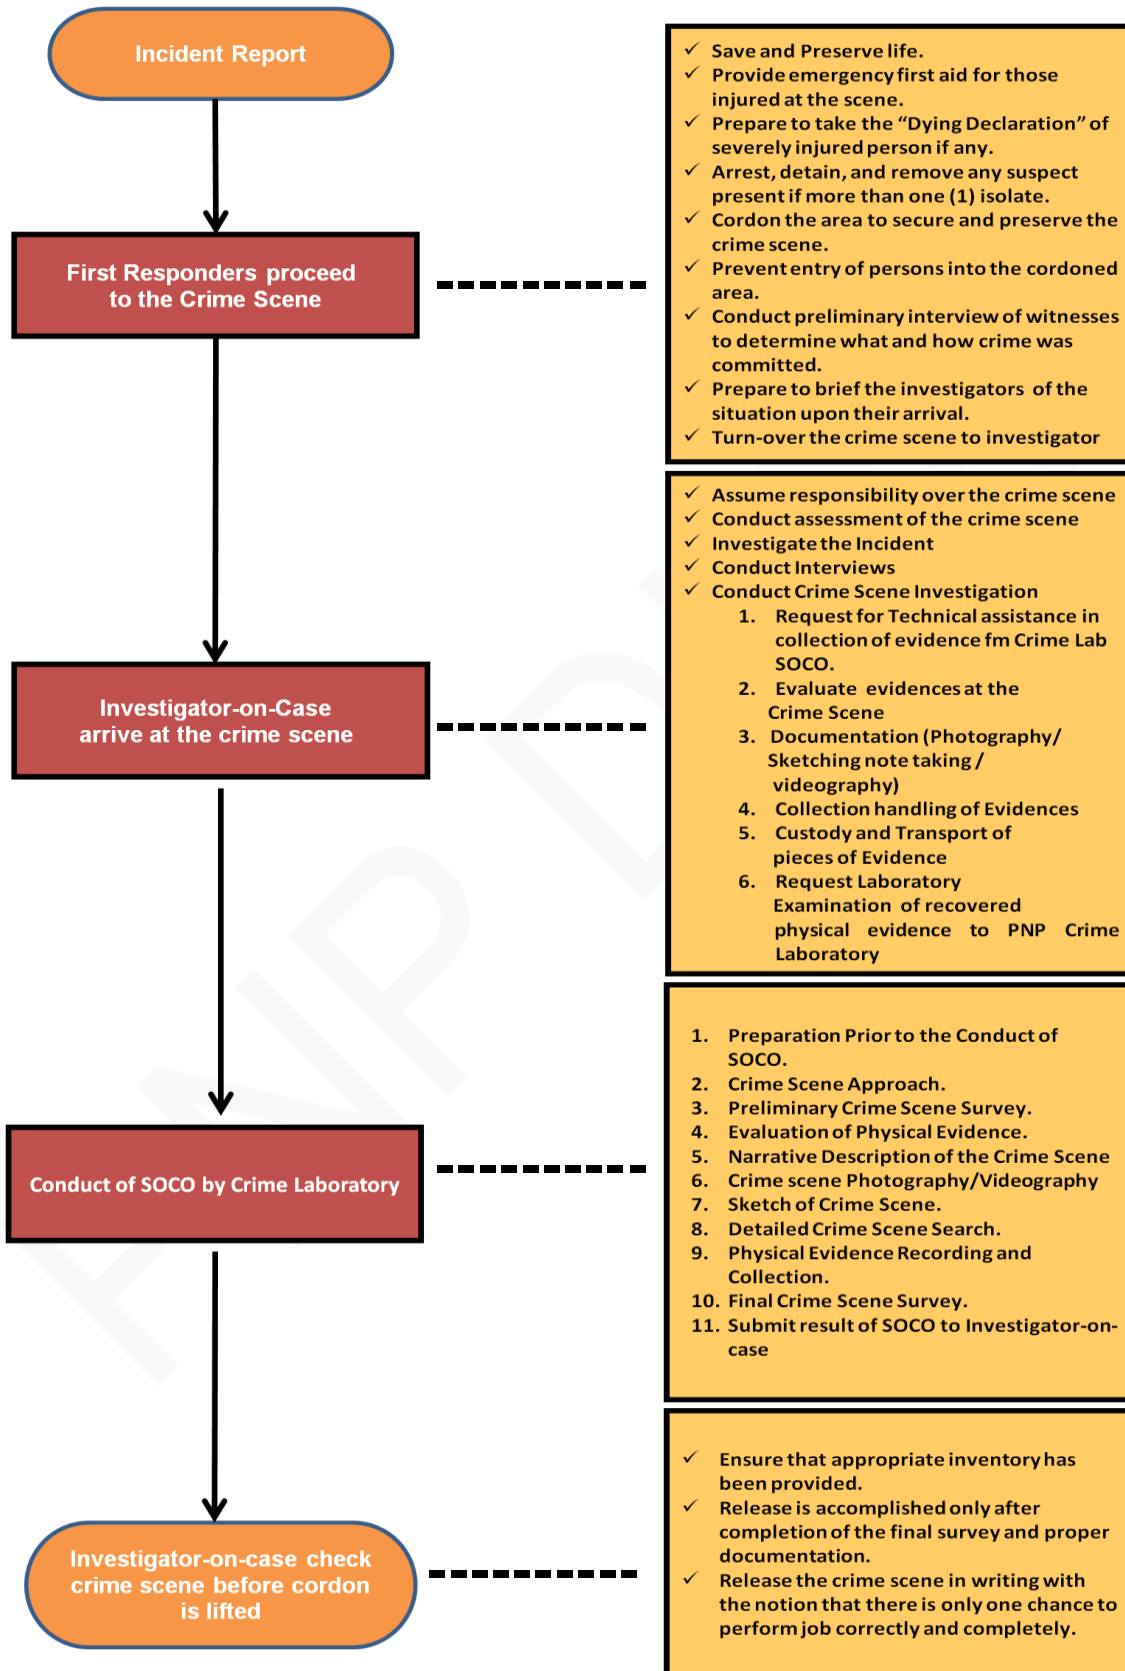 Incident Report
✓ Save and Preserve life.
✓ Provide emergency first aid for those
injured at the scene.
✓ Prepare to take the “Dying Declaration” of
severely injured person if any.
✓ Arrest, detain, and remove any suspect
present if more than one (1) isolate.
✓ Cordon the area to secure and preserve the
crime scene.
✓ Prevent entry of persons into the cordoned
area.
✓ Conduct preliminary interview of witnesses
to determine what and how crime was
committed.
✓ Prepare to brief the investigators of the
situation upon their arrival.
✓ Turn-over the crime scene to investigator
First Responders proceed
to the Crime Scene
✓ Assume responsibility over the crime scene
✓ Conduct assessment of the crime scene
✓ Investigate the Incident
✓ Conduct Interviews
✓ Conduct Crime Scene Investigation
1. Request for Technical assistance in
collection of evidence fm Crime Lab
SOCO.
2. Evaluate evidences at the
Crime Scene
3. Documentation (Photography/
Sketching note taking /
videography)
4. Collection handling of Evidences
5. Custody and Transport of
pieces of Evidence
6. Request Laboratory
Examination of recovered
physical evidence to PNP Crime
Laboratory
Investigator-on-Case
arrive at the crime scene
1. Preparation Prior to the Conduct of
SOCO.
2. Crime Scene Approach.
3. Preliminary Crime Scene Survey.
4. Evaluation of Physical Evidence.
5. Narrative Description of the Crime Scene
6. Crime scene Photography/Videography
7. Sketch of Crime Scene.
8. Detailed Crime Scene Search.
9. Physical Evidence Recording and
Collection.
10. Final Crime Scene Survey.
11. Submit result of SOCO to Investigator-on-
case
Conduct of SOCO by Crime Laboratory
✓ Ensure that appropriate inventory has
been provided.
✓ Release is accomplished only after
completion of the final survey and proper
documentation.
✓ Release the crime scene in writing with
the notion that there is only one chance to
perform job correctly and completely.
Investigator-on-case check
crime scene before cordon
is lifted